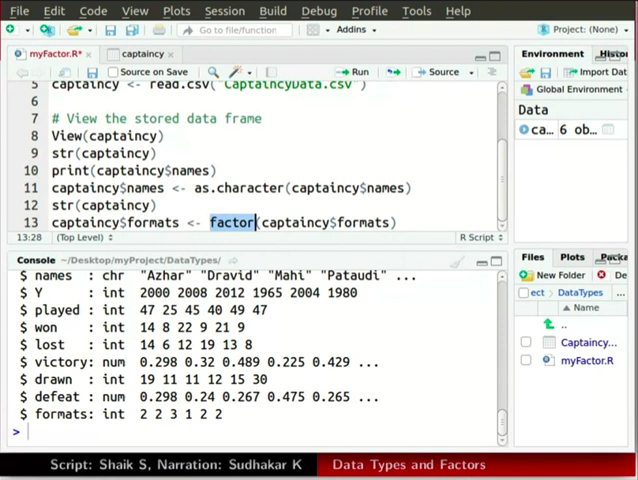 File Edit Code View Plots Session Build Debug Profile Tools Help
Go to file/function Addins Project: (None)
myFactor.R* × captaincy ×
Source on Save Run Source
5 captaincy <- read.csv("CaptaincyData.csv")
6
7 # View the stored data frame
8 View(captaincy)
9 str(captaincy)
10 print(captaincy$names)
11 captaincy$names <- as.character(captaincy$names)
12 str(captaincy)
13 captaincy$formats <- factor(captaincy$formats)
13:28 (Top Level) R Script
Console ~/Desktop/myProject/DataTypes/
$ names : chr "Azhar" "Dravid" "Mahi" "Pataudi" ...
$ Y : int 2000 2008 2012 1965 2004 1980
$ played : int 47 25 45 40 49 47
$ won : int 14 8 22 9 21 9
$ lost : int 14 6 12 19 13 8
$ victory: num 0.298 0.32 0.489 0.225 0.429 ...
$ drawn : int 19 11 11 12 15 30
$ defeat : num 0.298 0.24 0.267 0.475 0.265 ...
$ formats: int 2 2 3 1 2 2
>
Environment Histor
Import Dat
Global Environment
Data
ca... 6 ob...
Files Plots Packa
New Folder De
ect DataTypes ...
Name
..
Captaincy...
myFactor.R
Script: Shaik S, Narration: Sudhakar K Data Types and Factors